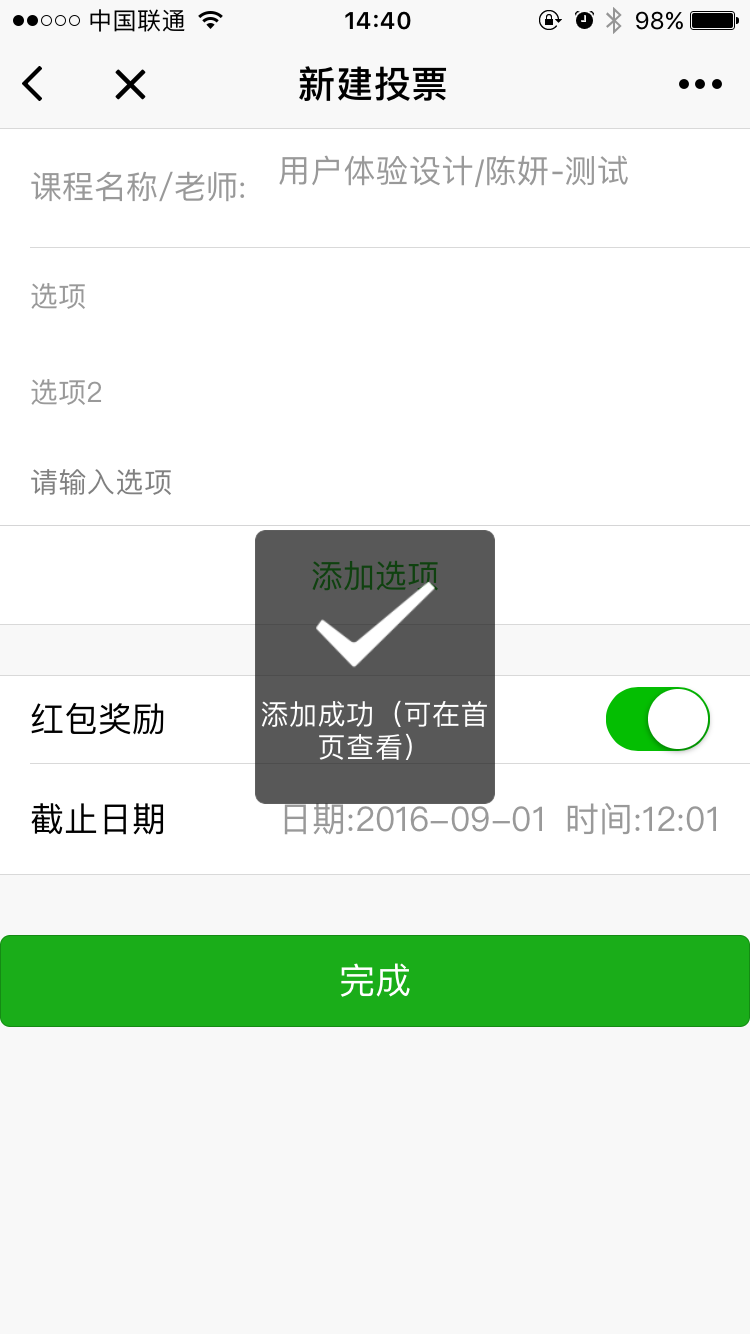 中国联通 14:40 98%
新建投票
课程名称/老师: 用户体验设计/陈妍-测试
选项
选项2
请输入选项
添加选项
添加成功（可在首
页查看）
红包奖励
截止日期 日期:2016-09-01 时间:12:01
完成